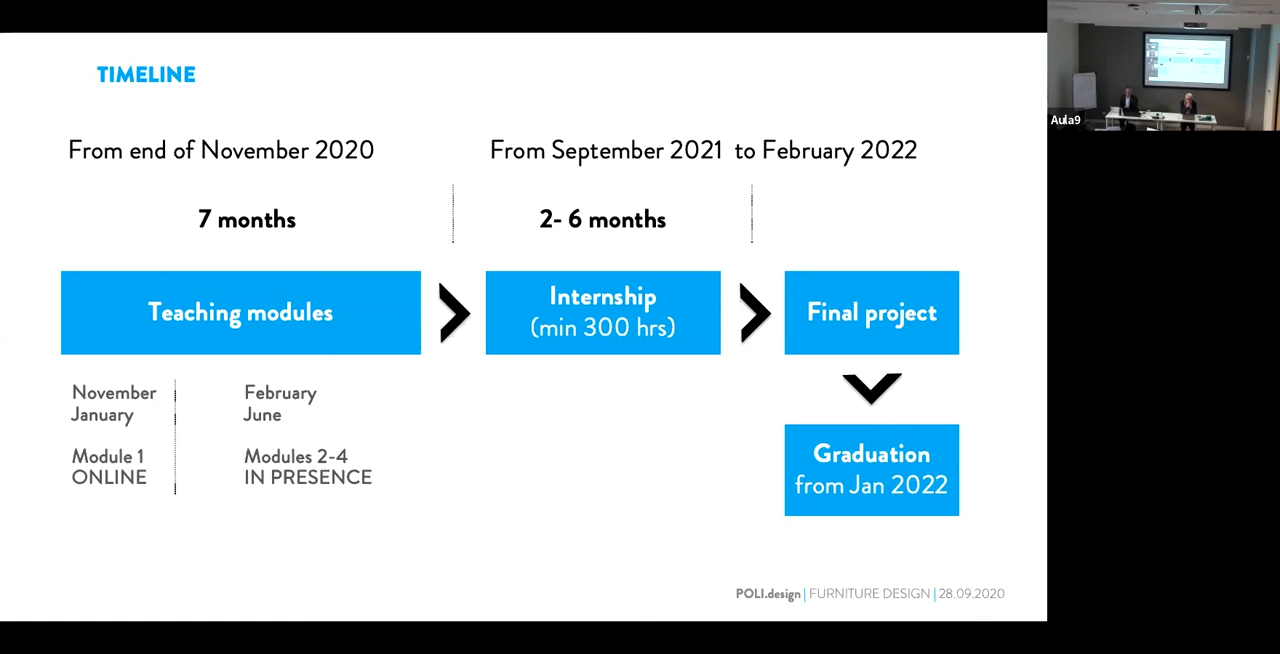 TIMELINE
From end of November 2020
From September 2021 to February 2022
7 months
2- 6 months
Teaching modules
Internship
(min 300 hrs)
Final project
November
January
Module 1
ONLINE
February
June
Modules 2-4
IN PRESENCE
Graduation
from Jan 2022
POLI.design | FURNITURE DESIGN | 28.09.2020
Aula9